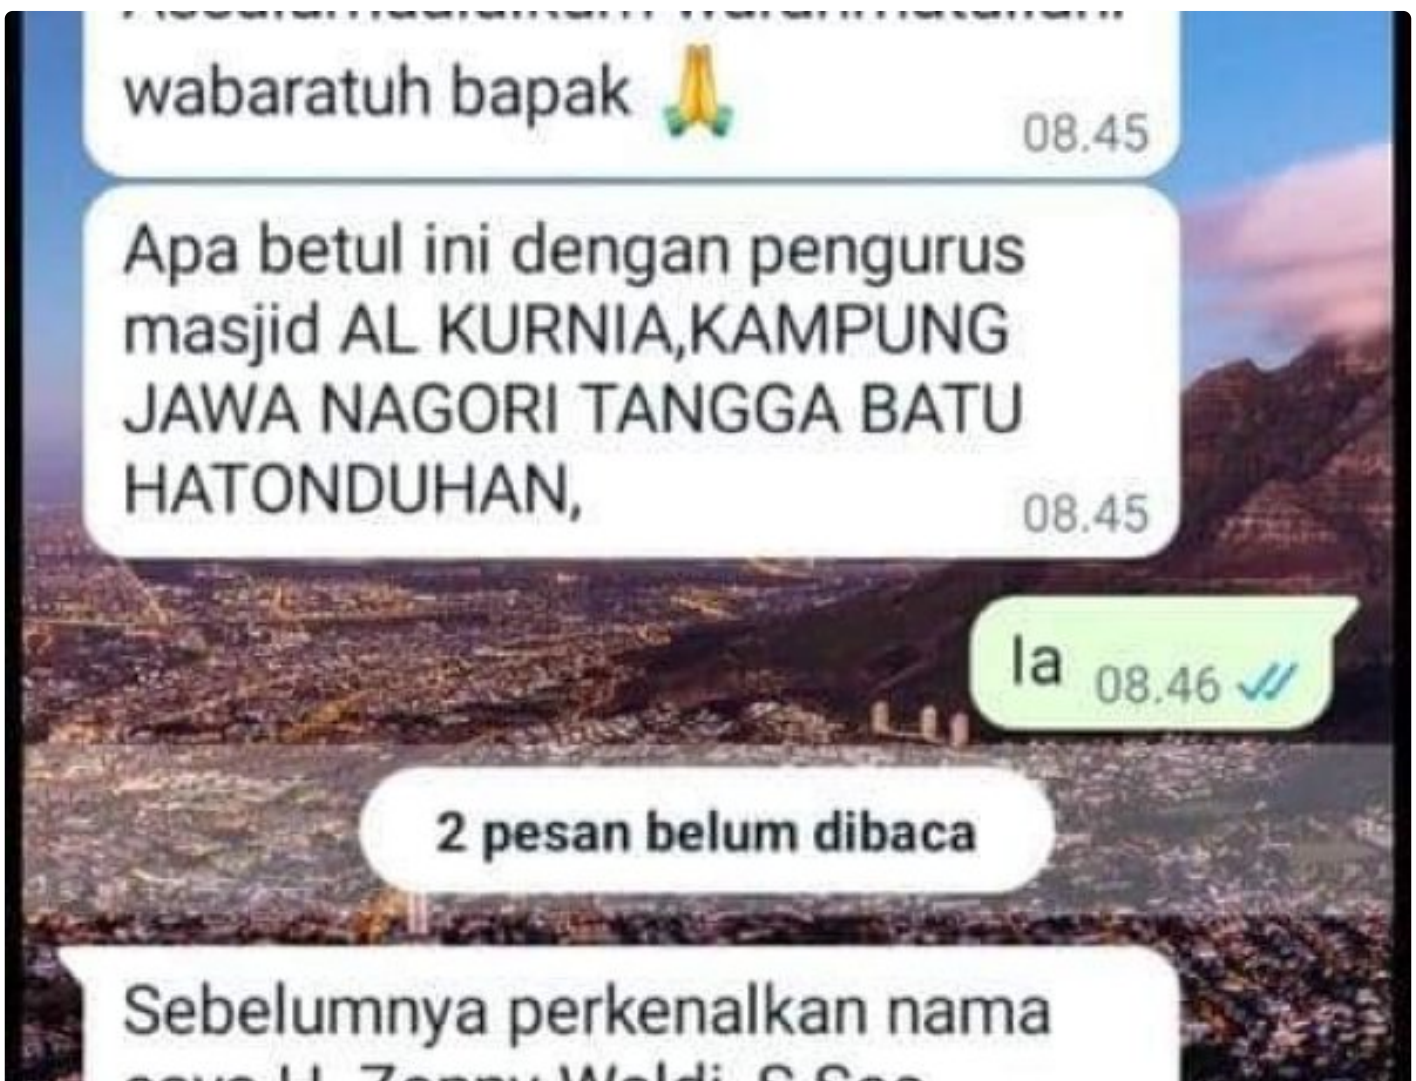 wabaratuh bapak 🙏
08.45
Apa betul ini dengan pengurus
masjid AL KURNIA,KAMPUNG
JAWA NAGORI TANGGA BATU
HATONDUHAN,
08.45
Ia 08.46
2 pesan belum dibaca
Sebelumnya perkenalkan nama